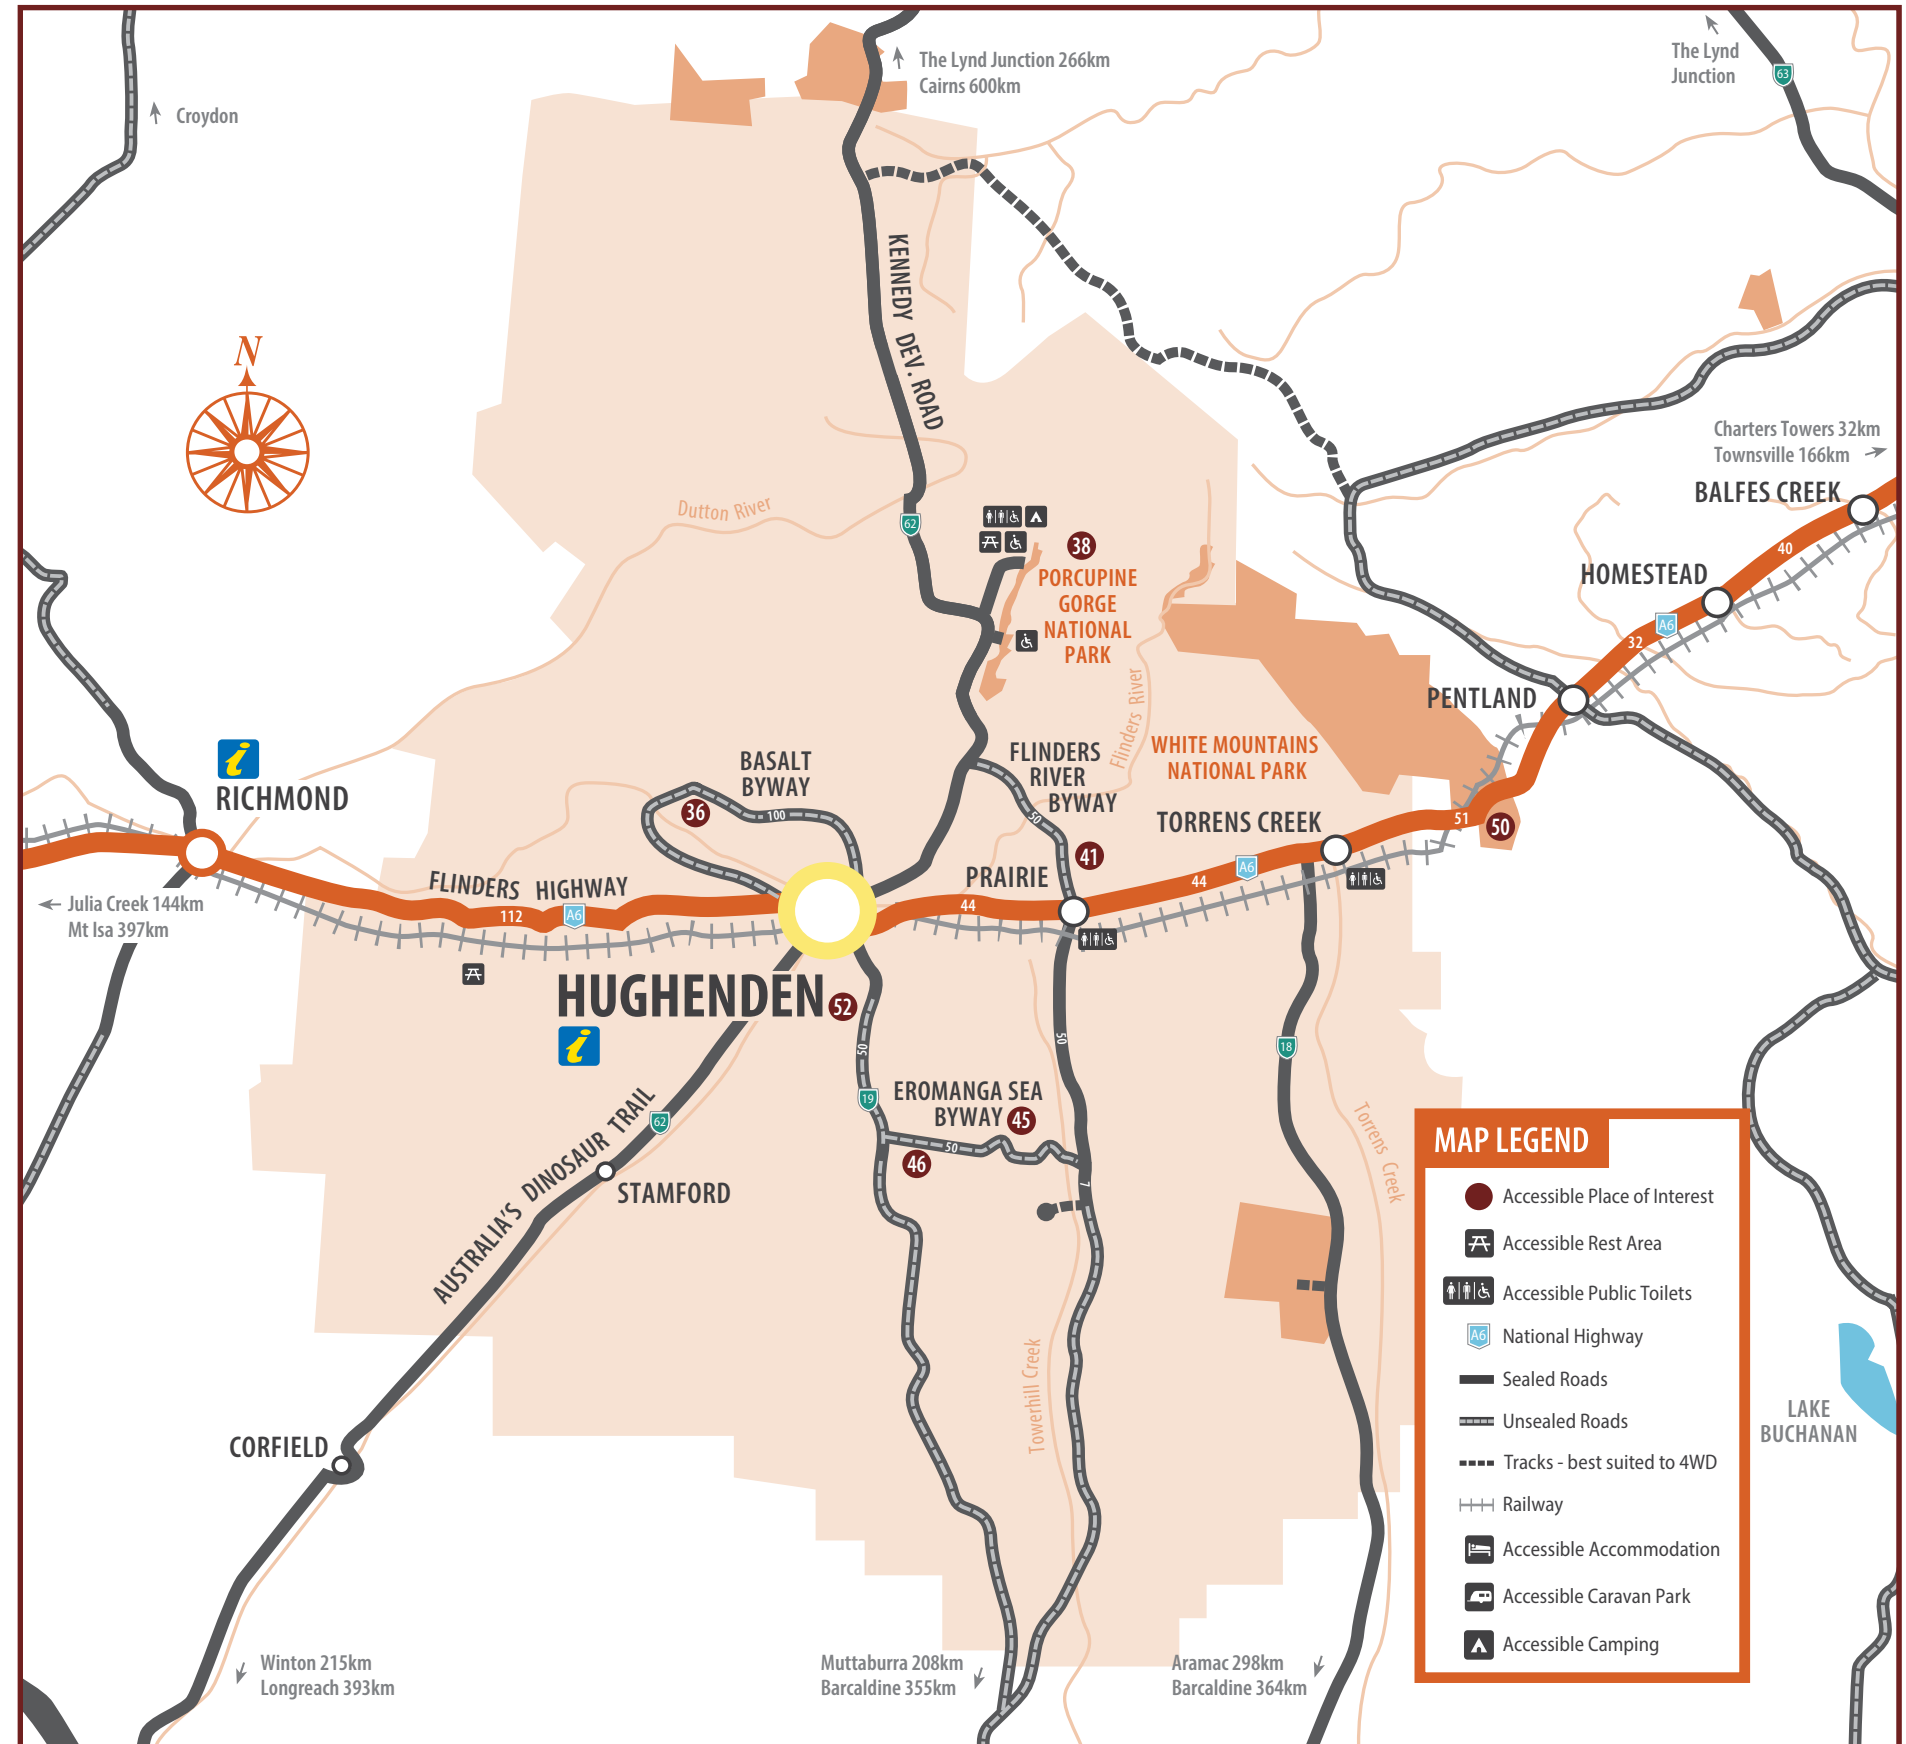 The Lynd Junction 266km
Cairns 600km
The Lynd
Junction
63
Croydon
KENNEDY DEV. ROAD
N
Charters Towers 32km
Townsville 166km
BALFES CREEK
Dutton River
62
38
40
PORCUPINE
GORGE
NATIONAL
PARK
HOMESTEAD
A6
32
PENTLAND
Flinders River
WHITE MOUNTAINS
NATIONAL PARK
FLINDERS
RIVER
BYWAY
50
BASALT
BYWAY
36
100
RICHMOND
TORRENS CREEK
51
50
41
PRAIRIE
A6
44
44
FLINDERS HIGHWAY
112
A6
Julia Creek 144km
Mt Isa 397km
HUGHENDEN
52
50
50
18
19
EROMANGA SEA
BYWAY
45
50
46
7
62
AUSTRALIA'S DINOSAUR TRAIL
STAMFORD
Torrens Creek
Towerhill Creek
CORFIELD
LAKE
BUCHANAN
Winton 215km
Longreach 393km
Muttaburra 208km
Barcaldine 355km
Aramac 298km
Barcaldine 364km
MAP LEGEND
Accessible Place of Interest
Accessible Rest Area
Accessible Public Toilets
A6
National Highway
Sealed Roads
Unsealed Roads
Tracks - best suited to 4WD
Railway
Accessible Accommodation
Accessible Caravan Park
Accessible Camping